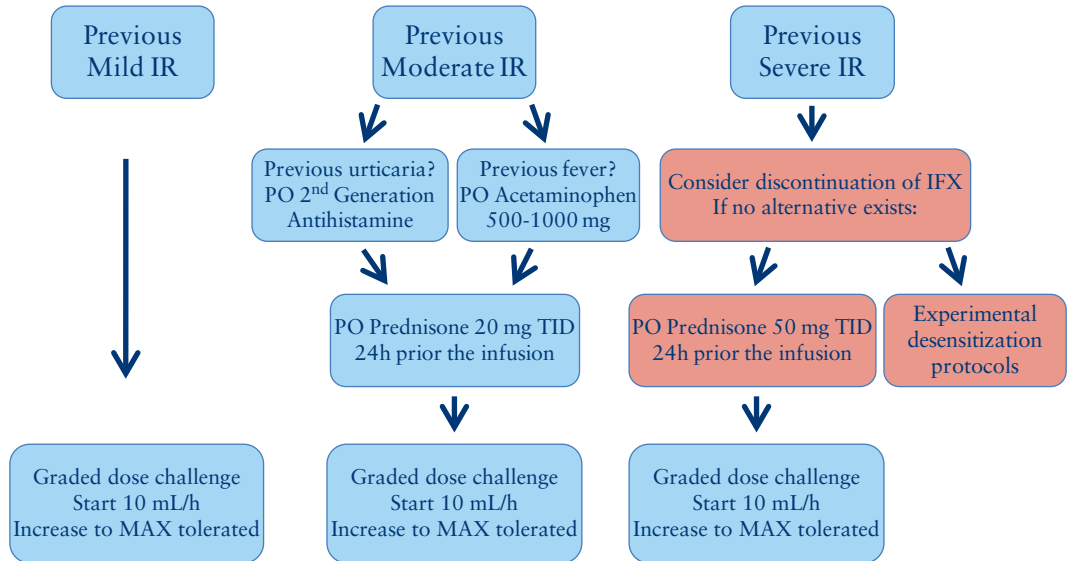 Previous
Mild IR
Previous
Moderate IR
Previous
Severe IR
Previous urticaria?
PO 2nd Generation
Antihistamine
Previous fever?
PO Acetaminophen
500-1000 mg
Consider discontinuation of IFX
If no alternative exists:
PO Prednisone 20 mg TID
24h prior the infusion
PO Prednisone 50 mg TID
24h prior the infusion
Experimental
desensitization
protocols
Graded dose challenge
Start 10 mL/h
Increase to MAX tolerated
Graded dose challenge
Start 10 mL/h
Increase to MAX tolerated
Graded dose challenge
Start 10 mL/h
Increase to MAX tolerated